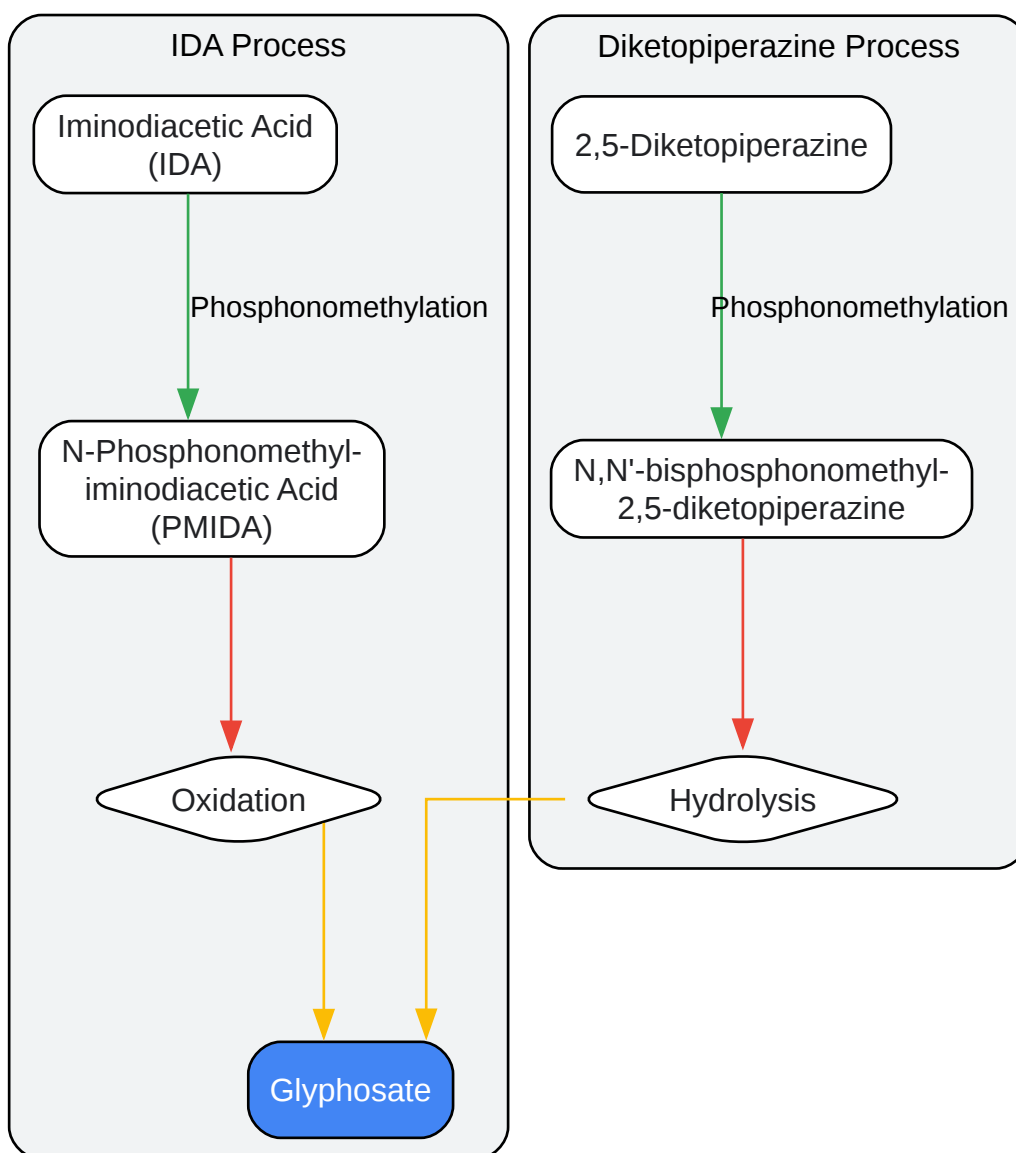 IDA Process
Iminodiacetic Acid
(IDA)
Phosphonomethylation
N-Phosphonomethyl-
iminodiacetic Acid
(PMIDA)
Oxidation
Glyphosate
Diketopiperazine Process
2,5-Diketopiperazine
Phosphonomethylation
N,N'-bisphosphonomethyl-
2,5-diketopiperazine
Hydrolysis